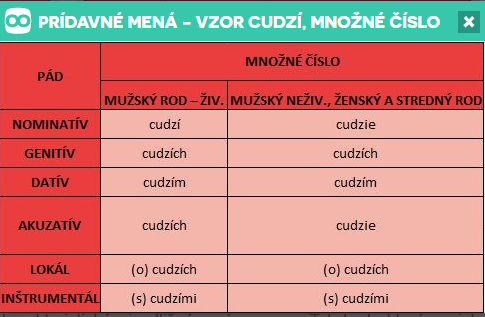 PRÍDAVNÉ MENÁ – VZOR CUDZÍ, MNOŽNÉ ČÍSLO
PÁD MNOŽNÉ ČÍSLO
MUŽSKÝ ROD – ŽIV. MUŽSKÝ NEŽIV., ŽENSKÝ A STREDNÝ ROD
NOMINATÍV cudzí cudzie
GENITÍV cudzích cudzích
DATÍV cudzím cudzím
AKUZATÍV cudzích cudzie
LOKÁL (o) cudzích (o) cudzích
INŠTRUMENTÁL (s) cudzími (s) cudzími